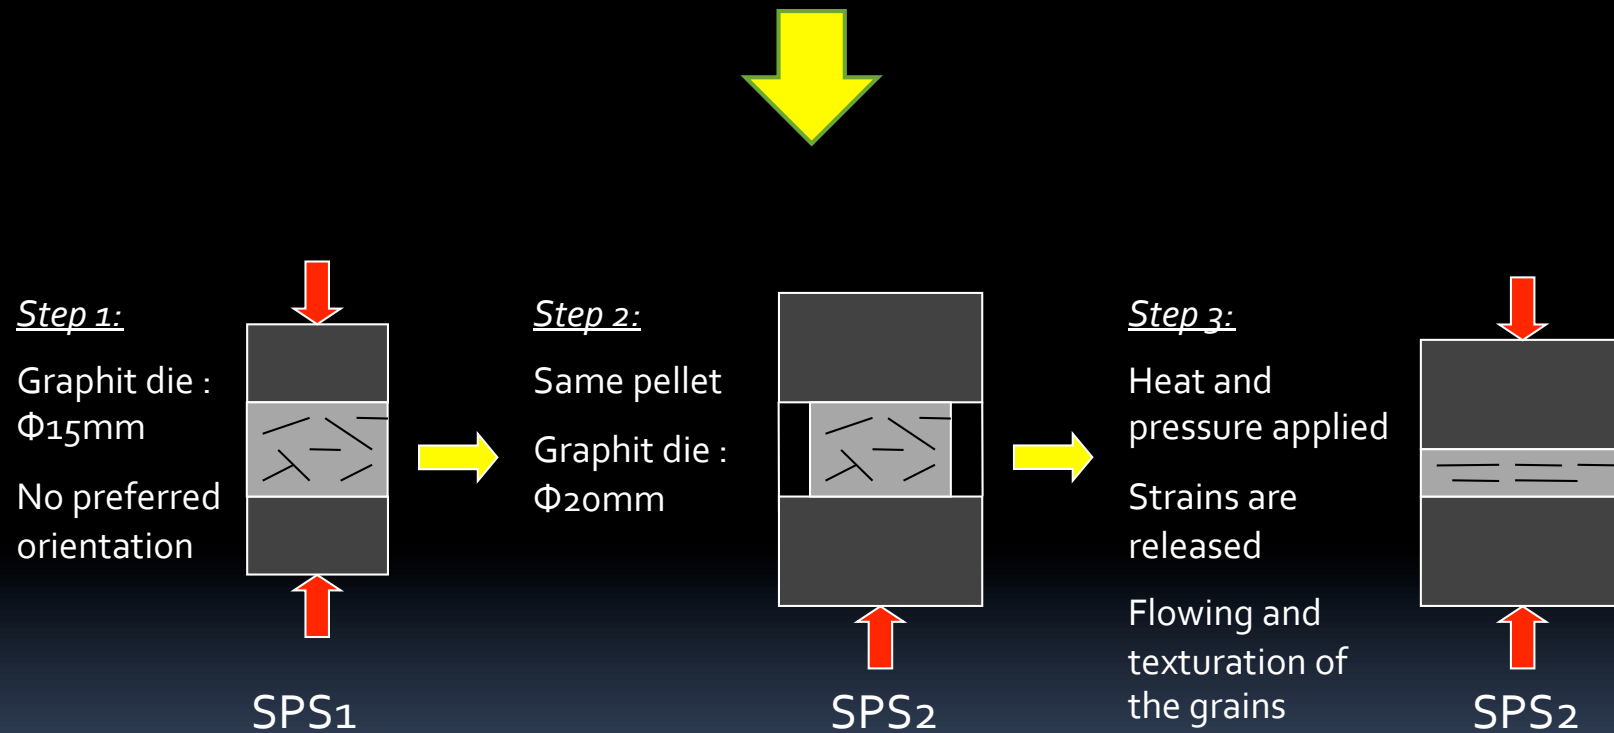 Step 1:
Graphit die :
Φ15mm
No preferred
orientation
SPS1
Step 2:
Same pellet
Graphit die :
Φ20mm
SPS2
Step 3:
Heat and
pressure applied
Strains are
released
Flowing and
texturation of
the grains
SPS2